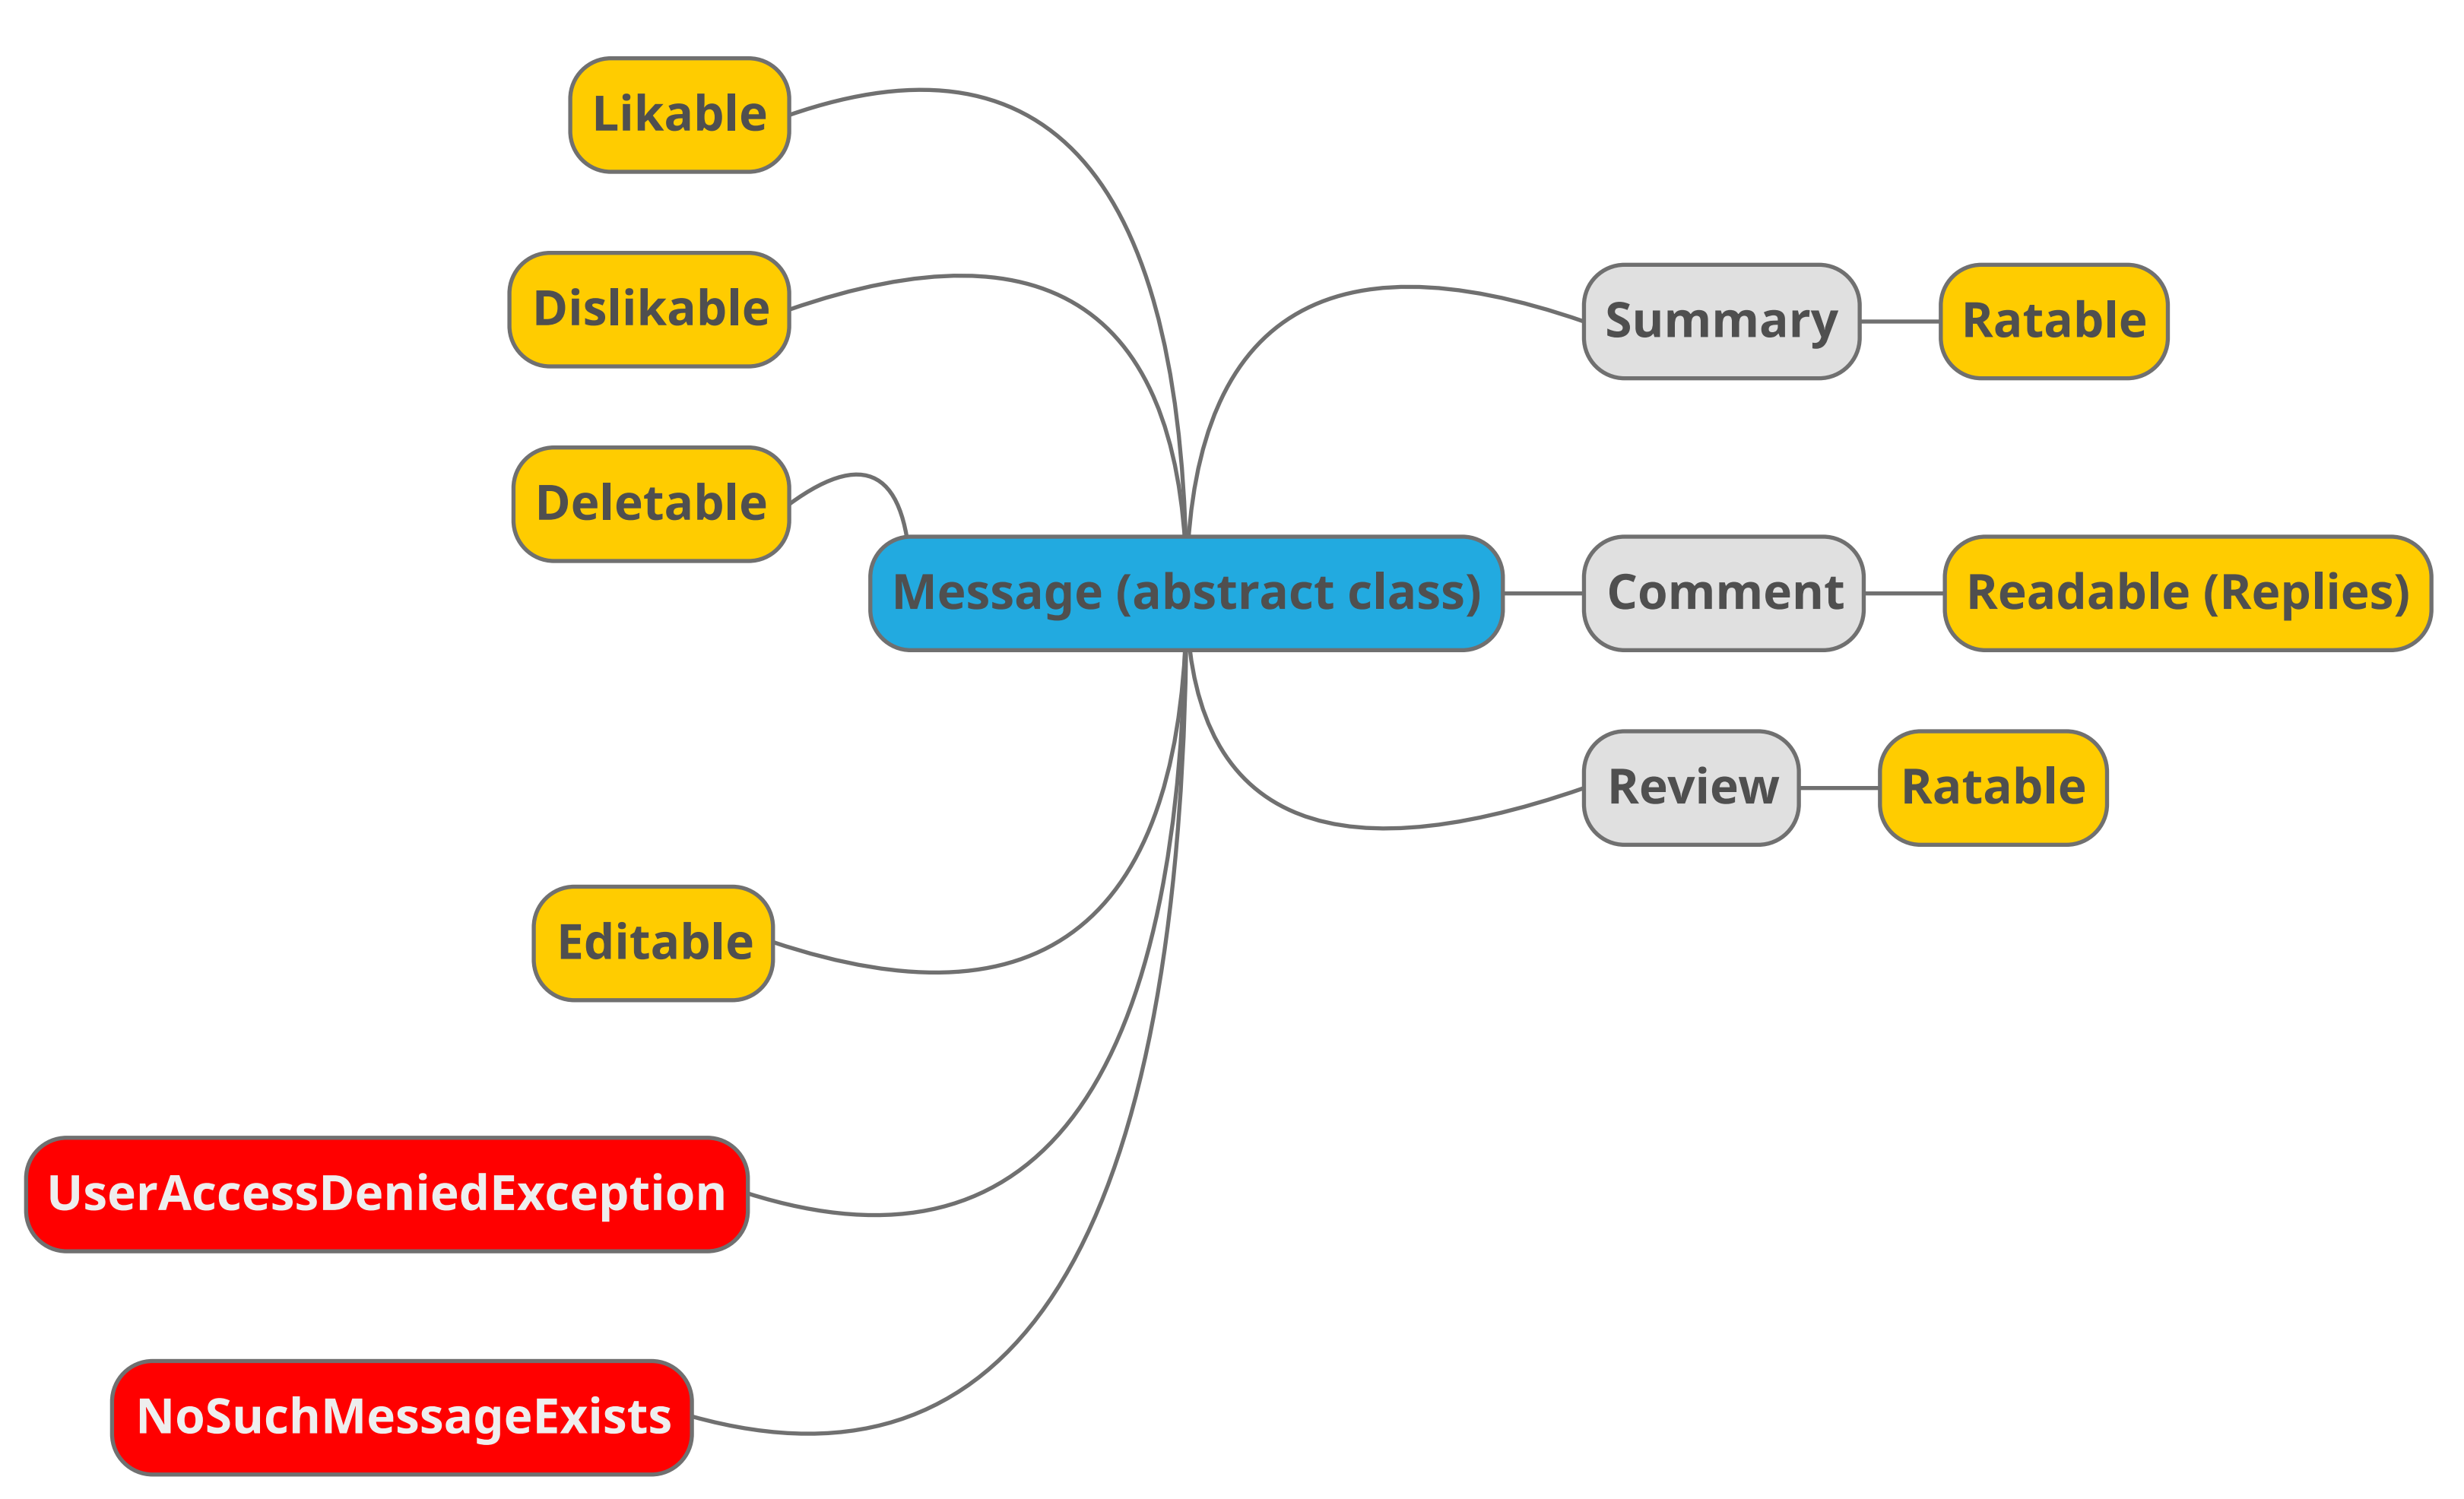 Likable
Dislikable
Deletable
Message (abstract class)
Editable
UserAccessDeniedException
NoSuchMessageExists
Summary
Ratable
Comment
Readable (Replies)
Review
Ratable